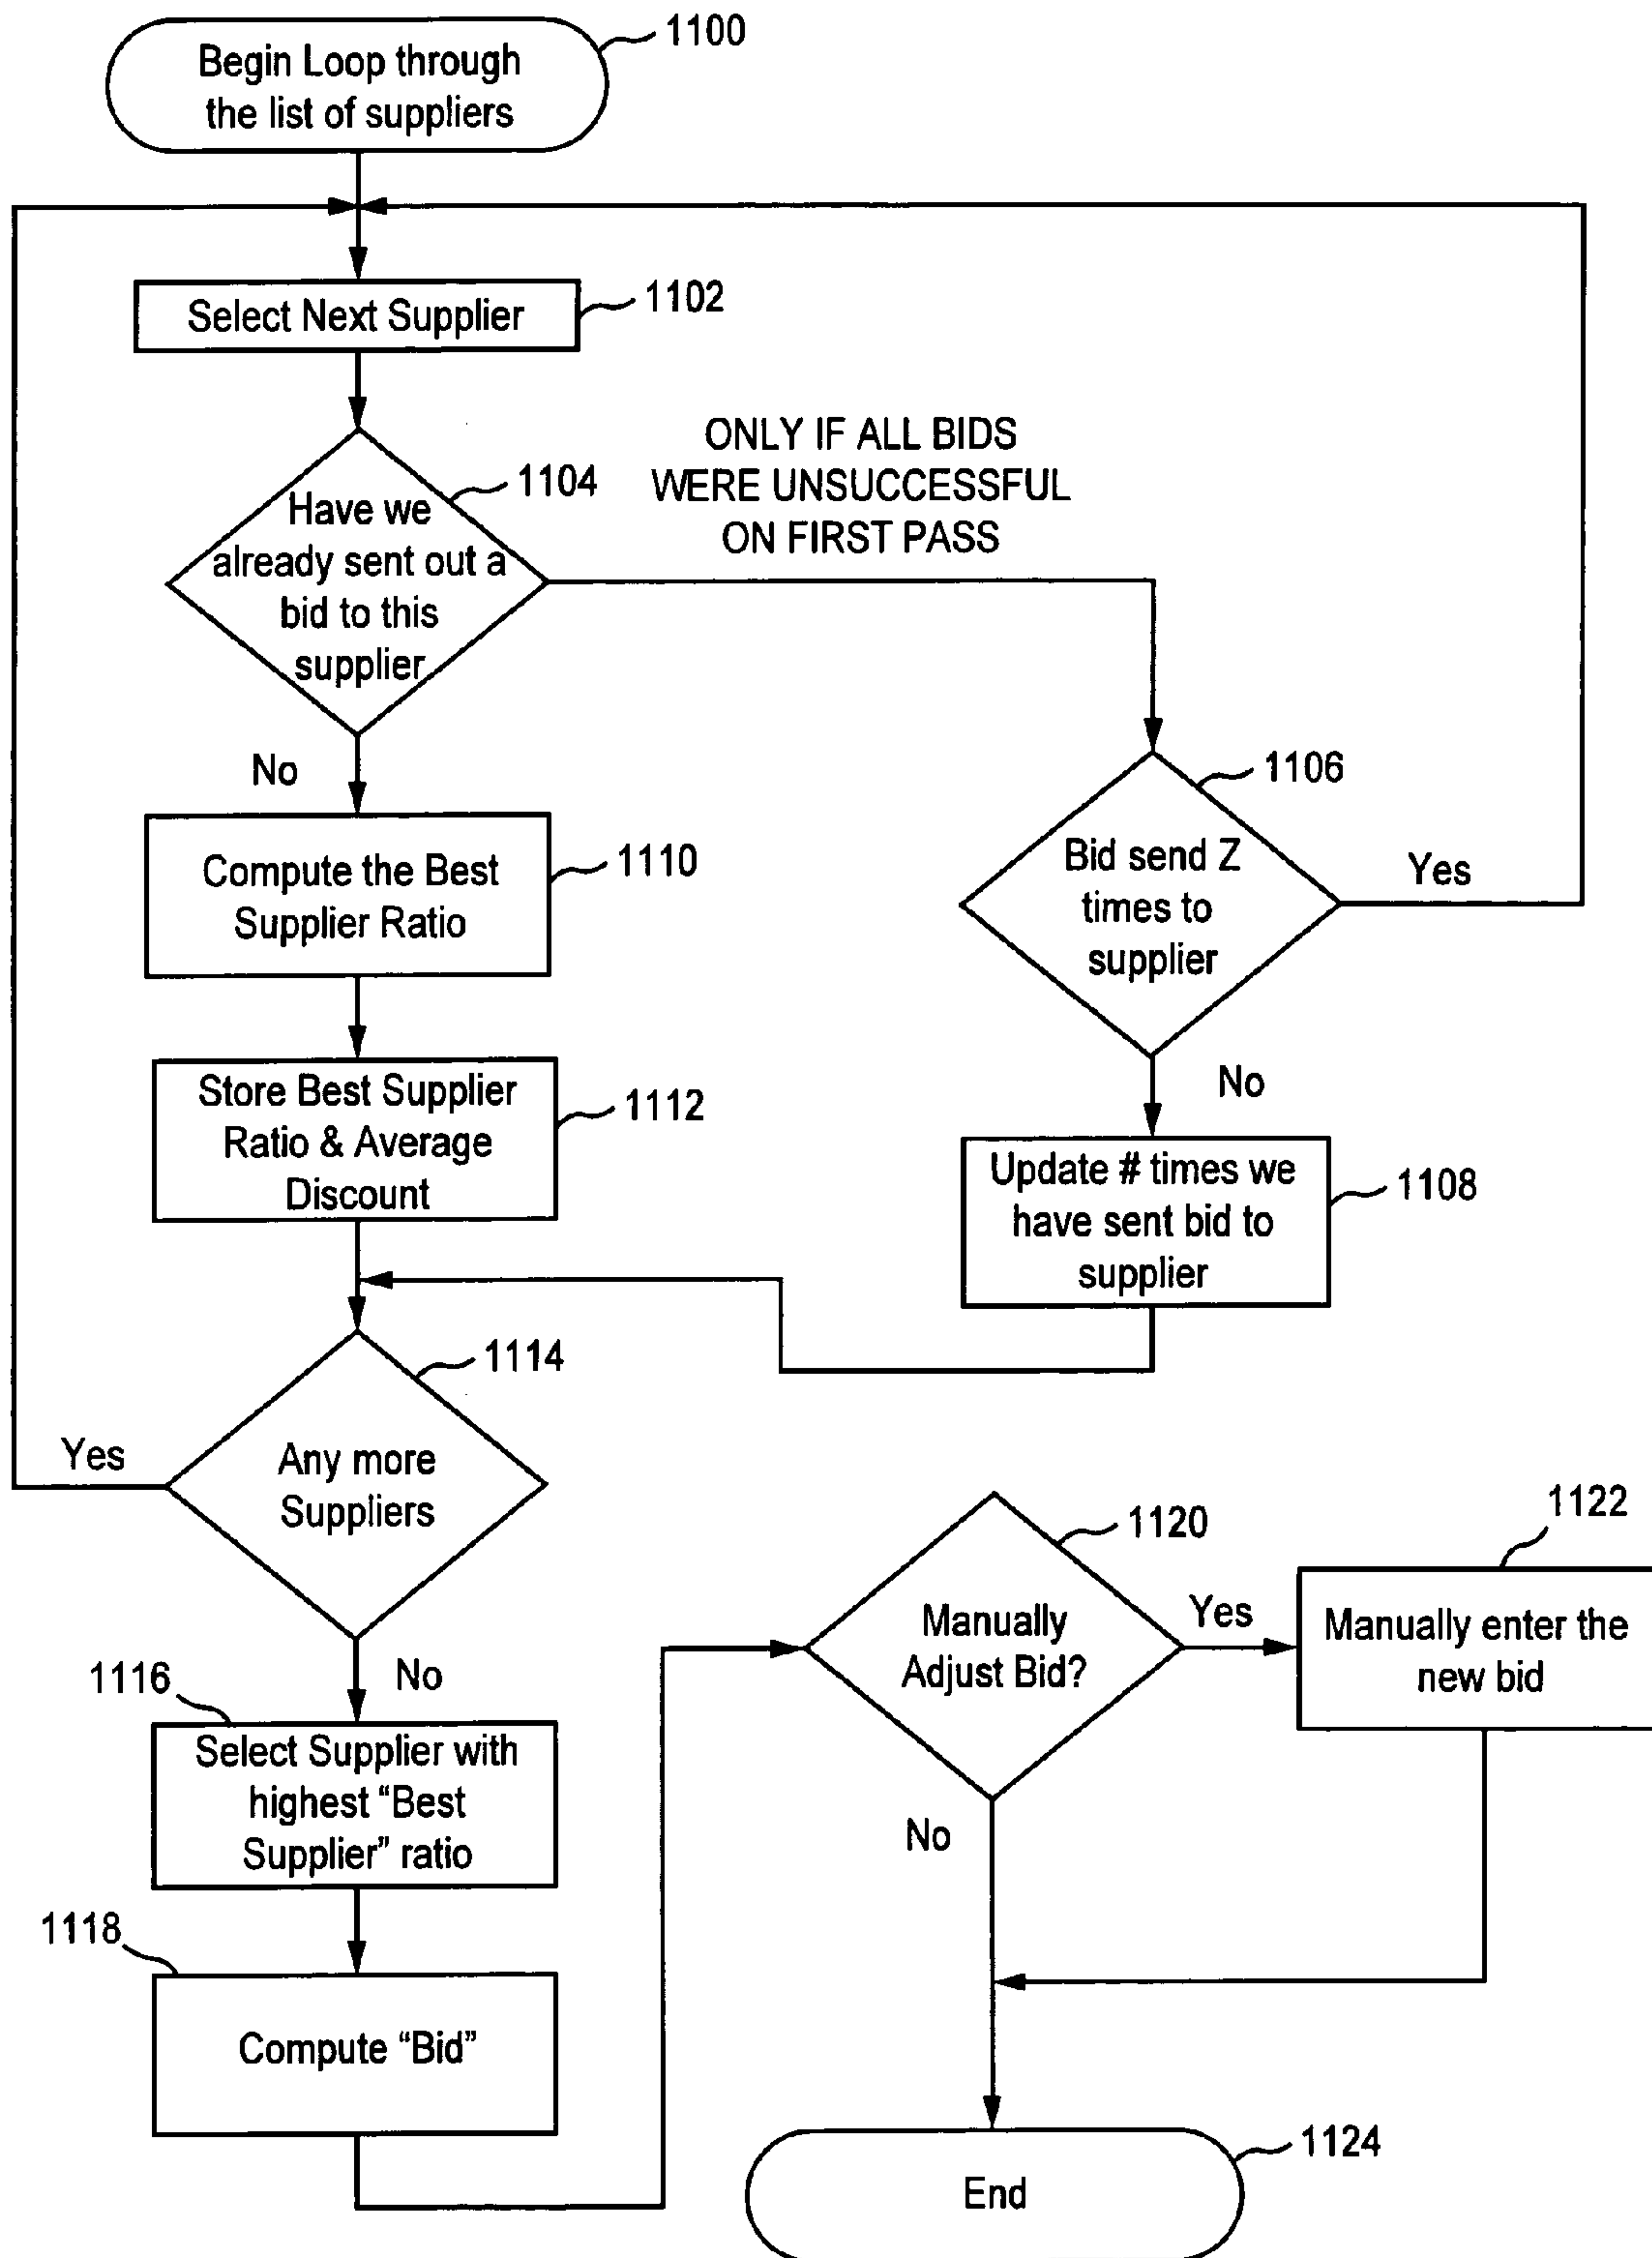 1100
Begin Loop through
the list of suppliers
Select Next Supplier
1102
ONLY IF ALL BIDS
WERE UNSUCCESSFUL
ON FIRST PASS
1104
Have we
already sent out a
bid to this
supplier
No
1106
Bid send Z
times to
supplier
Yes
No
1110
Compute the Best
Supplier Ratio
Store Best Supplier
Ratio & Average
Discount
1112
Update # times we
have sent bid to
supplier
1108
1114
Any more
Suppliers
Yes
No
1116
Select Supplier with
highest “Best
Supplier” ratio
1118
Compute “Bid”
1120
Manually
Adjust Bid?
Yes
1122
Manually enter the
new bid
No
1124
End